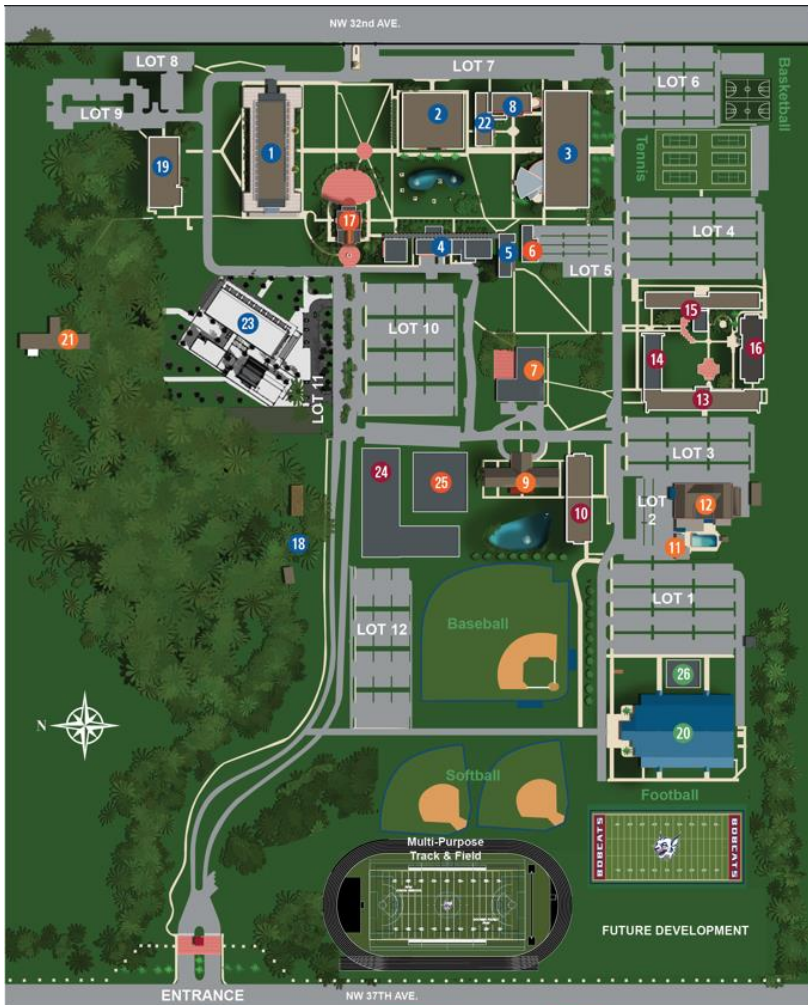 NW 32nd AVE.
LOT 8
LOT 7
LOT 6
Basketball
LOT 9
8
2
22
1
3
19
Tennis
17
LOT 4
4
5
6
LOT 5
15
23
LOT 10
16
21
7
14
LOT 11
13
24
25
9
LOT 3
10
LOT 2
12
18
11
LOT 1
Baseball
LOT 12
26
N
20
Softball
Football
Multi-Purpose
Track & Field
BOBCATS
BOBCATS
FUTURE DEVELOPMENT
ENTRANCE
NW 37TH AVE.